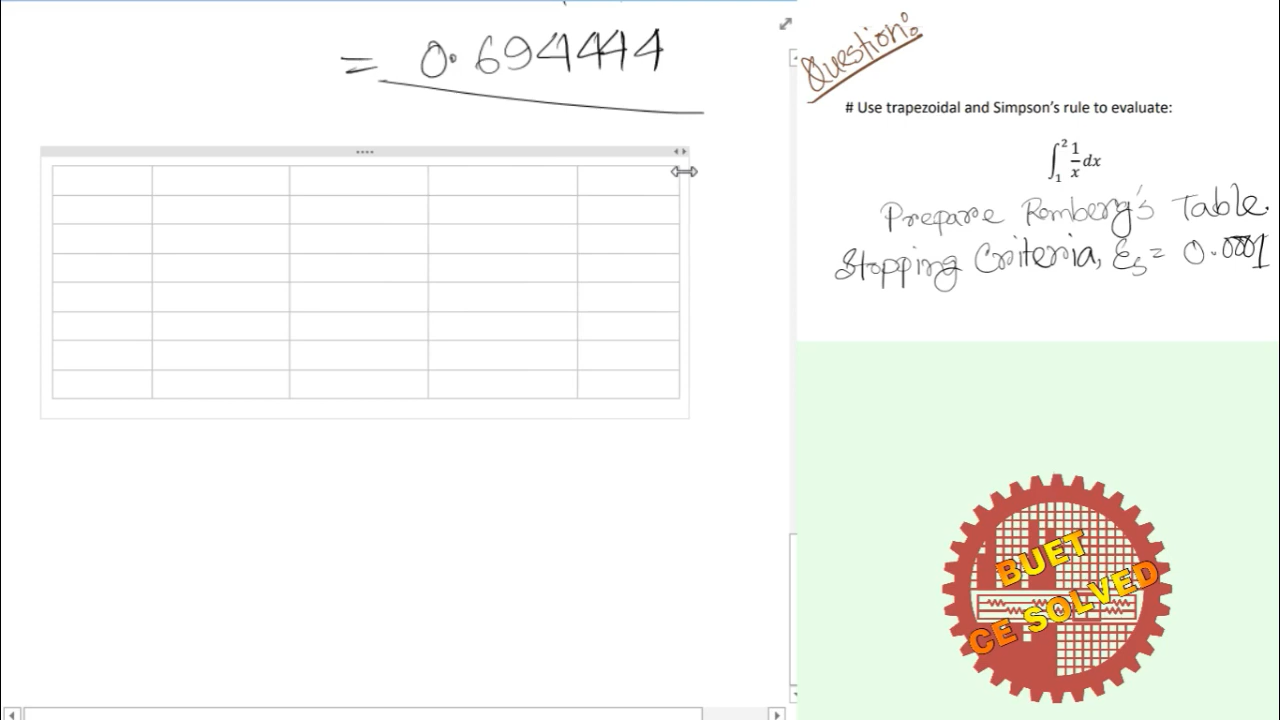 = 0.694444
Question:
# Use trapezoidal and Simpson's rule to evaluate:
∫₁² 1/x dx
Prepare Romberg's Table.
Stopping Criteria, Es = 0.0001
BUET
CE SOLVED